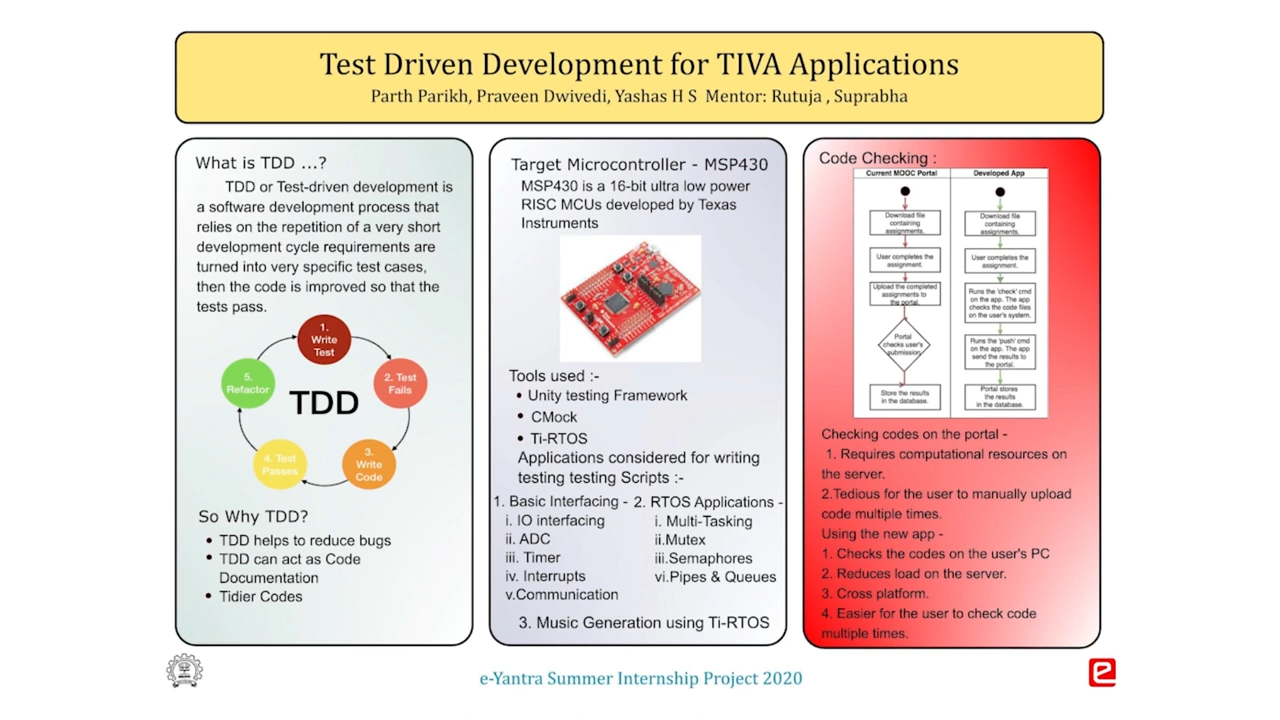 Test Driven Development for TIVA Applications
Parth Parikh, Praveen Dwivedi, Yashas H S  Mentor: Rutuja , Suprabha
What is TDD ...?
TDD or Test-driven development is
a software development process that
relies on the repetition of a very short
development cycle requirements are
turned into very specific test cases,
then the code is improved so that the
tests pass.
1.
Write
Test
2. Test
Fails
3.
Write
Code
4. Test
Passes
5.
Refactor
TDD
So Why TDD?
• TDD helps to reduce bugs
• TDD can act as Code
Documentation
• Tidier Codes
Target Microcontroller - MSP430
MSP430 is a 16-bit ultra low power
RISC MCUs developed by Texas
Instruments
Tools used :-
• Unity testing Framework
• CMock
• Ti-RTOS
Applications considered for writing
testing testing Scripts :-
1. Basic Interfacing -
i. IO interfacing
ii. ADC
iii. Timer
iv. Interrupts
v.Communication
2. RTOS Applications -
i. Multi-Tasking
ii.Mutex
iii.Semaphores
vi.Pipes & Queues
3. Music Generation using Ti-RTOS
Code Checking :
Current MOOC Portal
Download file
containing
assignments.
User completes the
assignment.
Upload the completed
assignments to
the portal.
Portal
checks user's
submission
Store the results
in the database.
Developed App
Download file
containing
assignments.
User completes the
assignment.
Runs the 'check' cmd
on the app. The app
checks the code files
on the user's system.
Runs the 'push' cmd
on the app. The app
send the results to
the portal.
Portal stores
the results
in the database.
Checking codes on the portal -
1. Requires computational resources on
the server.
2.Tedious for the user to manually upload
code multiple times.
Using the new app -
1. Checks the codes on the user's PC
2. Reduces load on the server.
3. Cross platform.
4. Easier for the user to check code
multiple times.
e-Yantra Summer Internship Project 2020